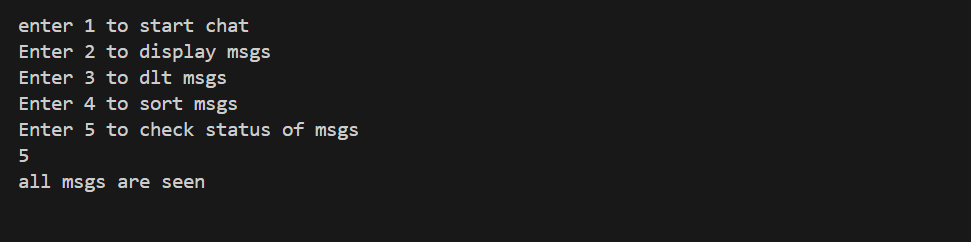 enter 1 to start chat
Enter 2 to display msgs
Enter 3 to dlt msgs
Enter 4 to sort msgs
Enter 5 to check status of msgs
5
all msgs are seen